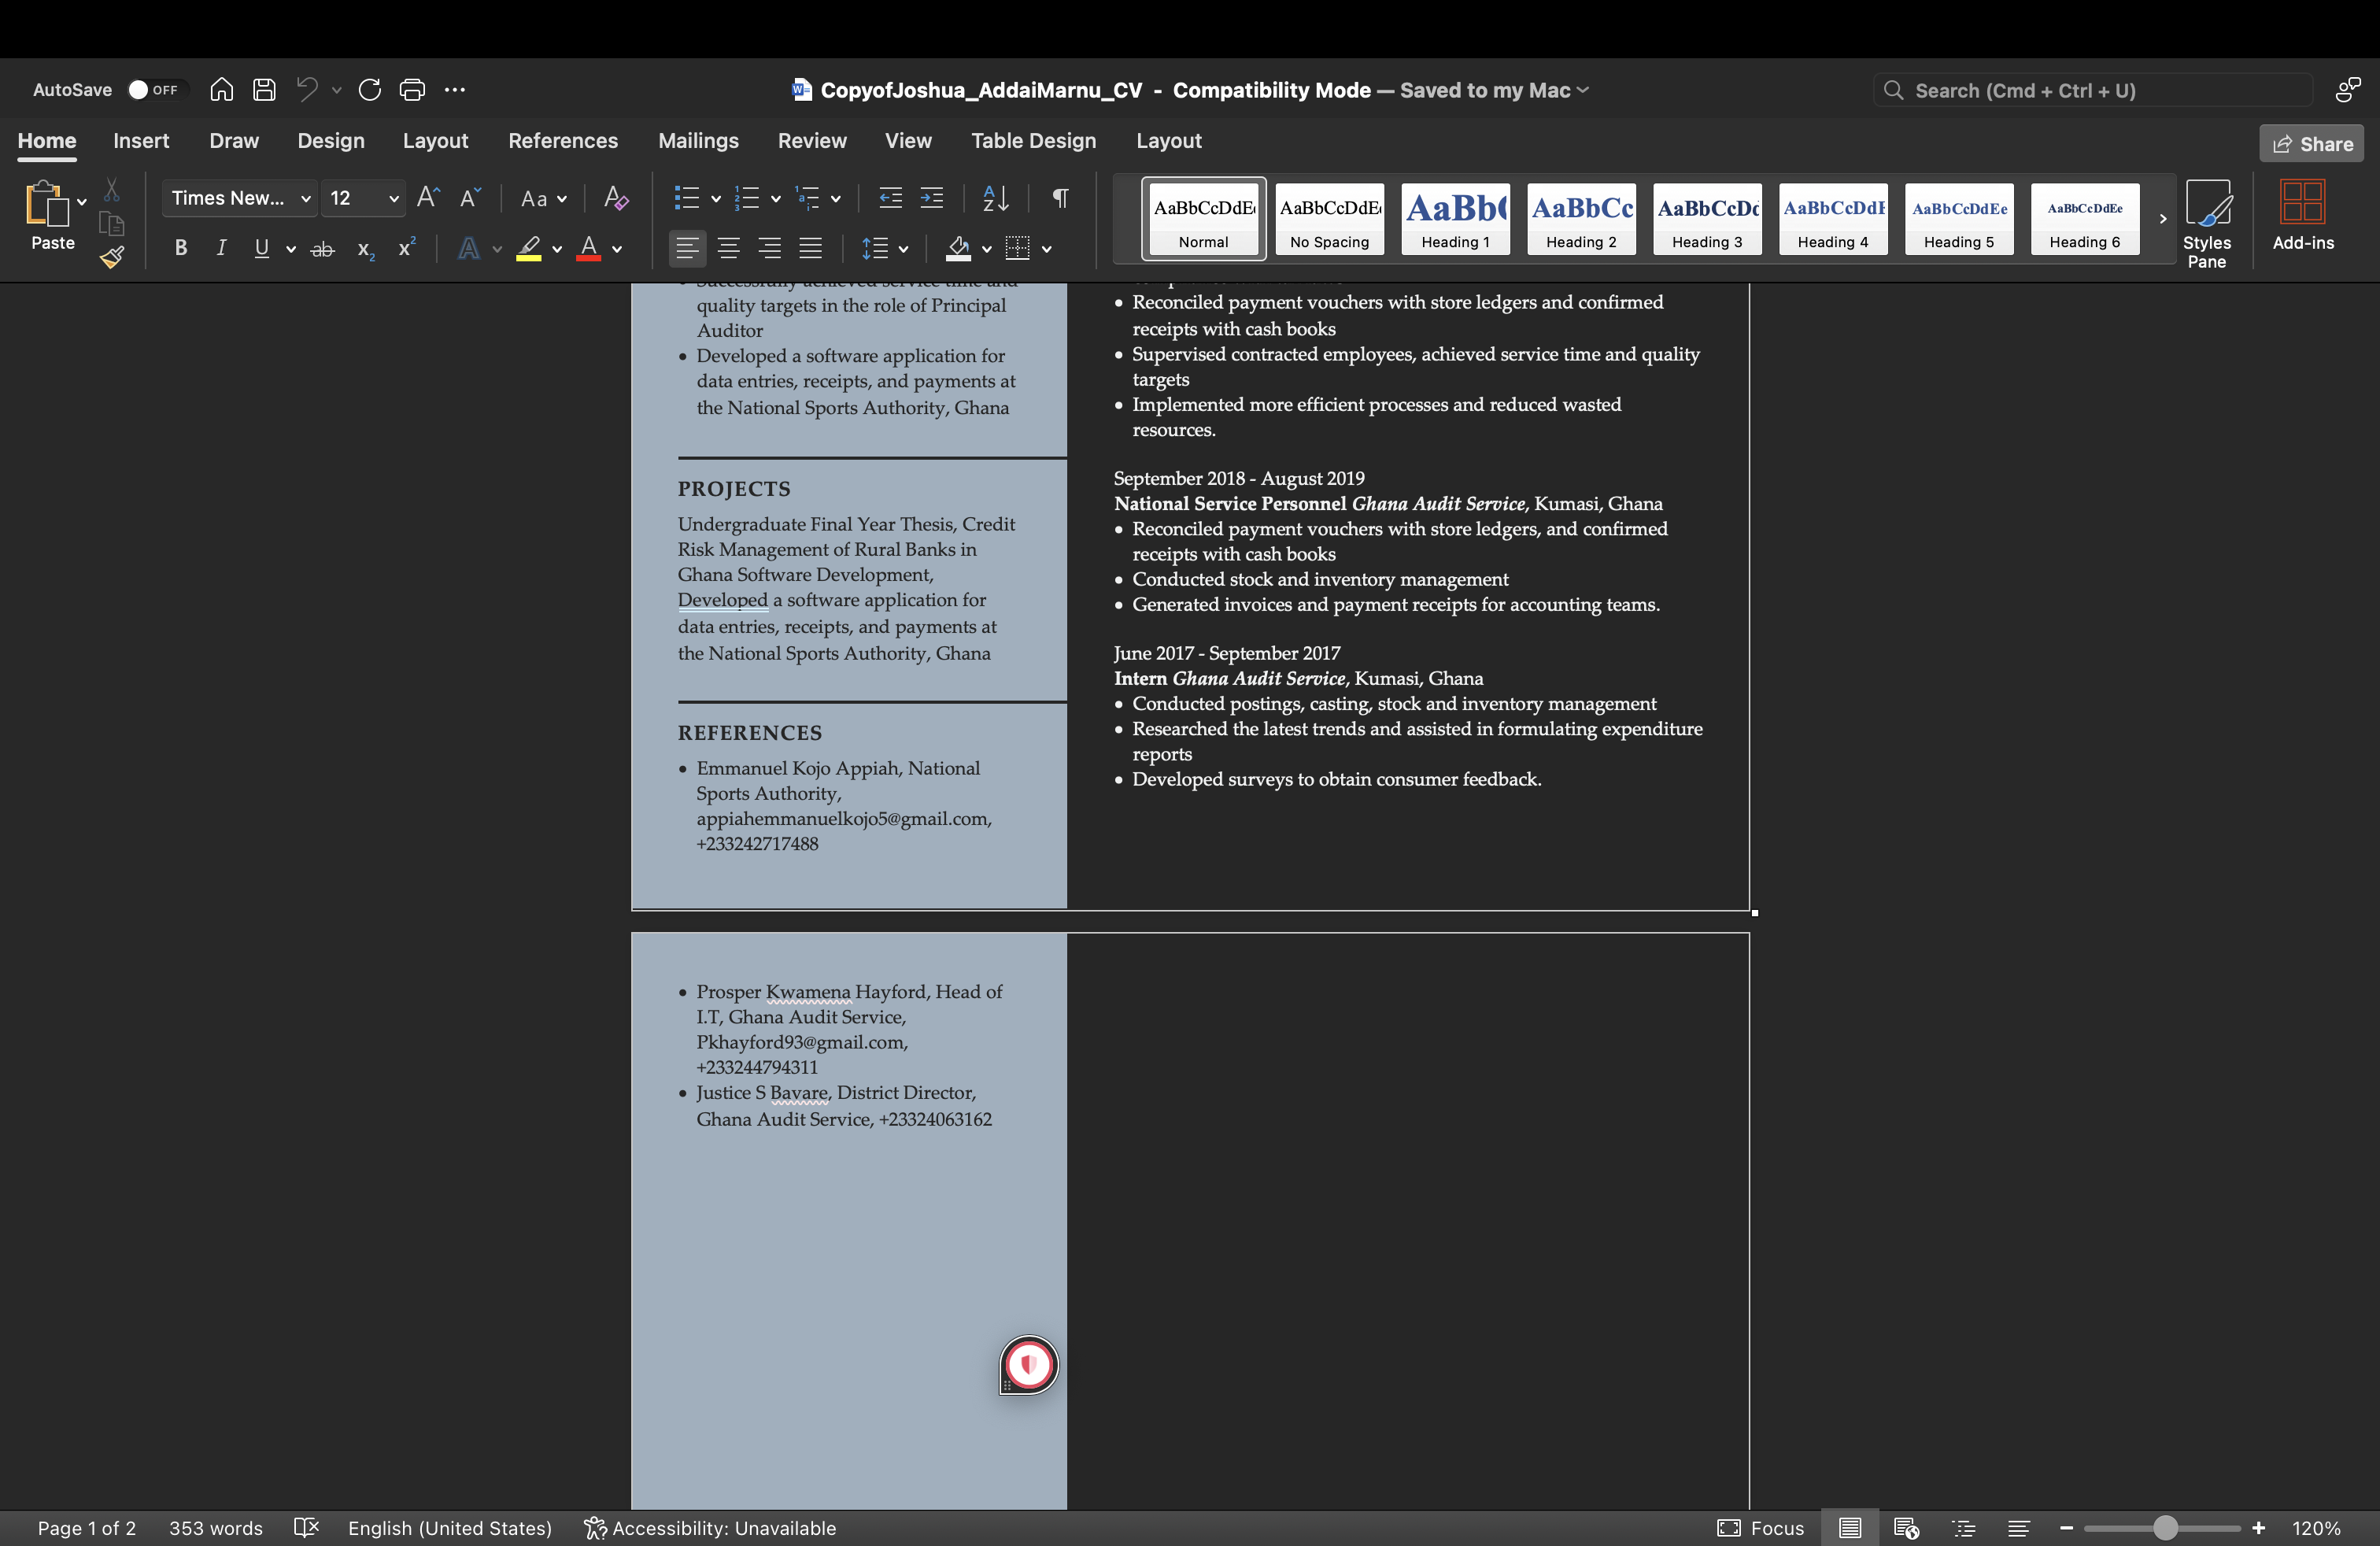 AutoSave OFF
CopyofJoshua_AddaiMarnu_CV - Compatibility Mode — Saved to my Mac
Search (Cmd + Ctrl + U)
Home Insert Draw Design Layout References Mailings Review View Table Design Layout
Share
Paste
Times New... 12
Aa
AaBbCcDdE Normal
AaBbCcDdE No Spacing
AaBb( Heading 1
AaBbCc Heading 2
AaBbCcDd Heading 3
AaBbCcDdE Heading 4
AaBbCcDdEe Heading 5
AaBbCcDdEe Heading 6
Styles Pane
Add-ins
Successfully achieved service time and
quality targets in the role of Principal
Auditor
• Developed a software application for
data entries, receipts, and payments at
the National Sports Authority, Ghana
PROJECTS
Undergraduate Final Year Thesis, Credit
Risk Management of Rural Banks in
Ghana Software Development,
Developed a software application for
data entries, receipts, and payments at
the National Sports Authority, Ghana
REFERENCES
• Emmanuel Kojo Appiah, National
Sports Authority,
appiahemmanuelkojo5@gmail.com,
+233242717488
• Reconciled payment vouchers with store ledgers and confirmed
receipts with cash books
• Supervised contracted employees, achieved service time and quality
targets
• Implemented more efficient processes and reduced wasted
resources.
September 2018 - August 2019
National Service Personnel Ghana Audit Service, Kumasi, Ghana
• Reconciled payment vouchers with store ledgers, and confirmed
receipts with cash books
• Conducted stock and inventory management
• Generated invoices and payment receipts for accounting teams.
June 2017 - September 2017
Intern Ghana Audit Service, Kumasi, Ghana
• Conducted postings, casting, stock and inventory management
• Researched the latest trends and assisted in formulating expenditure
reports
• Developed surveys to obtain consumer feedback.
• Prosper Kwamena Hayford, Head of
I.T, Ghana Audit Service,
Pkhayford93@gmail.com,
+233244794311
• Justice S Bavare, District Director,
Ghana Audit Service, +23324063162
Page 1 of 2 353 words English (United States) Accessibility: Unavailable Focus 120%